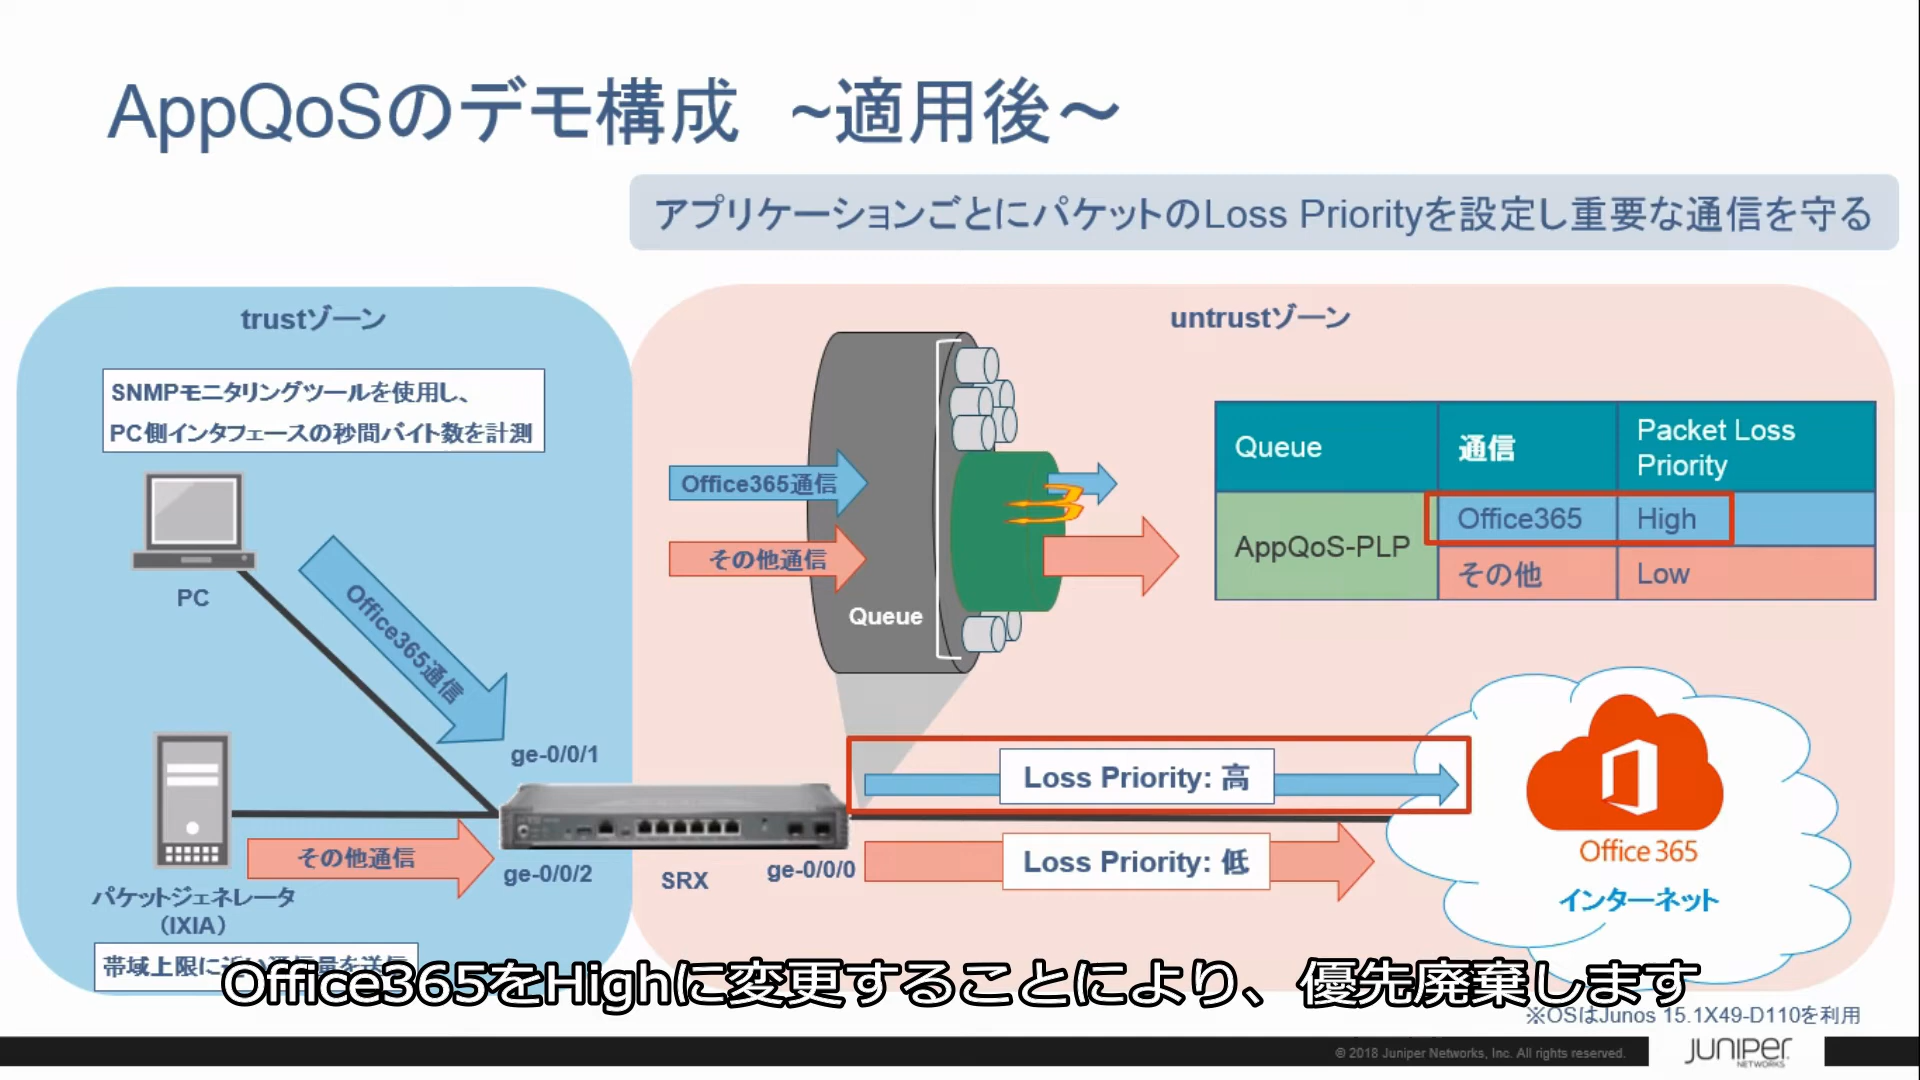 AppQoSのデモ構成 ~適用後～
アプリケーションごとにパケットのLoss Priorityを設定し重要な通信を守る
trustゾーン
SNMPモニタリングツールを使用し、
PC側インタフェースの秒間バイト数を計測
PC
Office365通信
パケットジェネレータ
（IXIA）
その他通信
ge-0/0/1
ge-0/0/2
SRX
ge-0/0/0
untrustゾーン
Office365通信
その他通信
Queue
Queue 通信 Packet Loss
Priority
AppQoS-PLP
Office365 High
その他 Low
Loss Priority: 高
Loss Priority: 低
Office 365
インターネット
帯域上限に近い通信量を送信
Office365をHighに変更することにより、優先廃棄します
※OSはJunos 15.1X49-D110を利用
© 2018 Juniper Networks, Inc. All rights reserved.
JUNIPER
NETWORKS